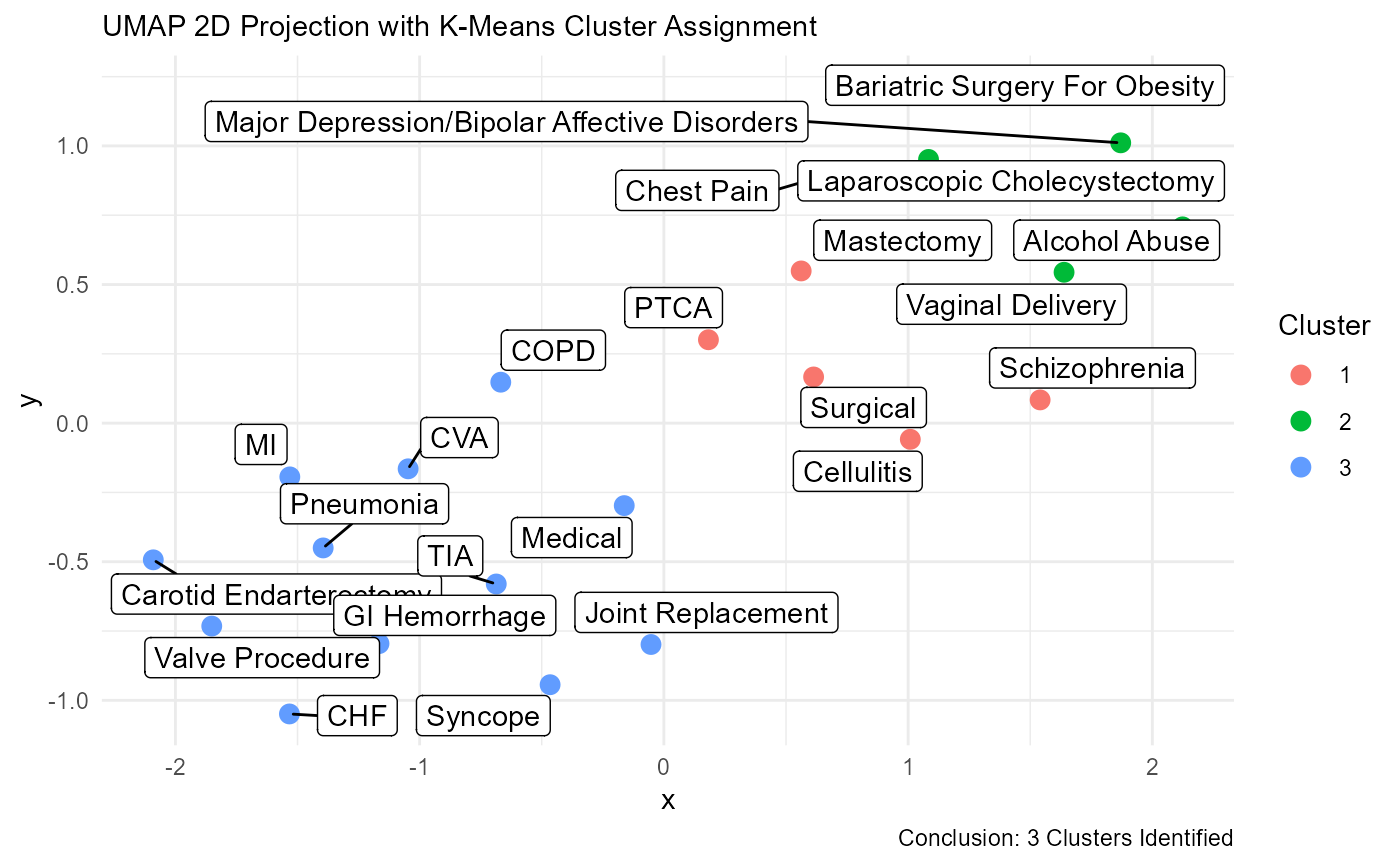 UMAP 2D Projection with K-Means Cluster Assignment
Bariatric Surgery For Obesity
Major Depression/Bipolar Affective Disorders
Chest Pain
Laparoscopic Cholecystectomy
Mastectomy
Alcohol Abuse
PTCA
Vaginal Delivery
COPD
Schizophrenia
Surgical
MI
CVA
Cellulitis
Pneumonia
Medical
TIA
Carotid Endarterectomy
GI Hemorrhage
Joint Replacement
Valve Procedure
CHF
Syncope
1.0
0.5
0.0
-0.5
-1.0
y
-2
-1
0
1
2
x
Cluster
1
2
3
Conclusion: 3 Clusters Identified